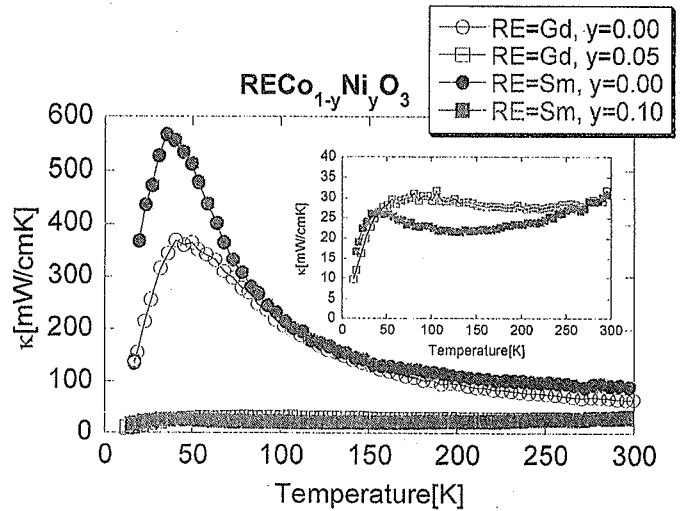 RE=Gd, y=0.00
RE=Gd, y=0.05
RE=Sm, y=0.00
RE=Sm, y=0.10
RECo1-yNiyO3
600
500
400
300
200
100
0
κ[mW/cmK]
0 50 100 150 200 250 300
Temperature[K]
40
35
30
25
20
15
10
5
0
κ[mW/cmK]
0 50 100 150 200 250 300
Temperature[K]